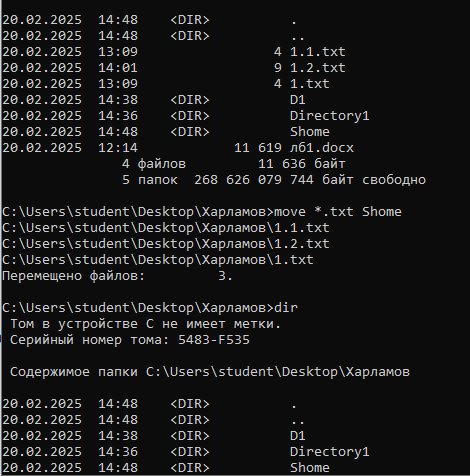 20.02.2025  14:48    <DIR>          .
20.02.2025  14:48    <DIR>          ..
20.02.2025  13:09                 4 1.1.txt
20.02.2025  14:01                 9 1.2.txt
20.02.2025  13:09                 4 1.txt
20.02.2025  14:38    <DIR>          D1
20.02.2025  14:36    <DIR>          Directory1
20.02.2025  14:48    <DIR>          Shome
20.02.2025  12:14            11 619 лб1.docx
               4 файлов         11 636 байт
               5 папок  268 626 079 744 байт свободно
C:\Users\student\Desktop\Харламов>move *.txt Shome
C:\Users\student\Desktop\Харламов\1.1.txt
C:\Users\student\Desktop\Харламов\1.2.txt
C:\Users\student\Desktop\Харламов\1.txt
Перемещено файлов:         3.
C:\Users\student\Desktop\Харламов>dir
 Том в устройстве C не имеет метки.
 Серийный номер тома: 5483-F535
 Содержимое папки C:\Users\student\Desktop\Харламов
20.02.2025  14:48    <DIR>          .
20.02.2025  14:48    <DIR>          ..
20.02.2025  14:38    <DIR>          D1
20.02.2025  14:36    <DIR>          Directory1
20.02.2025  14:48    <DIR>          Shome